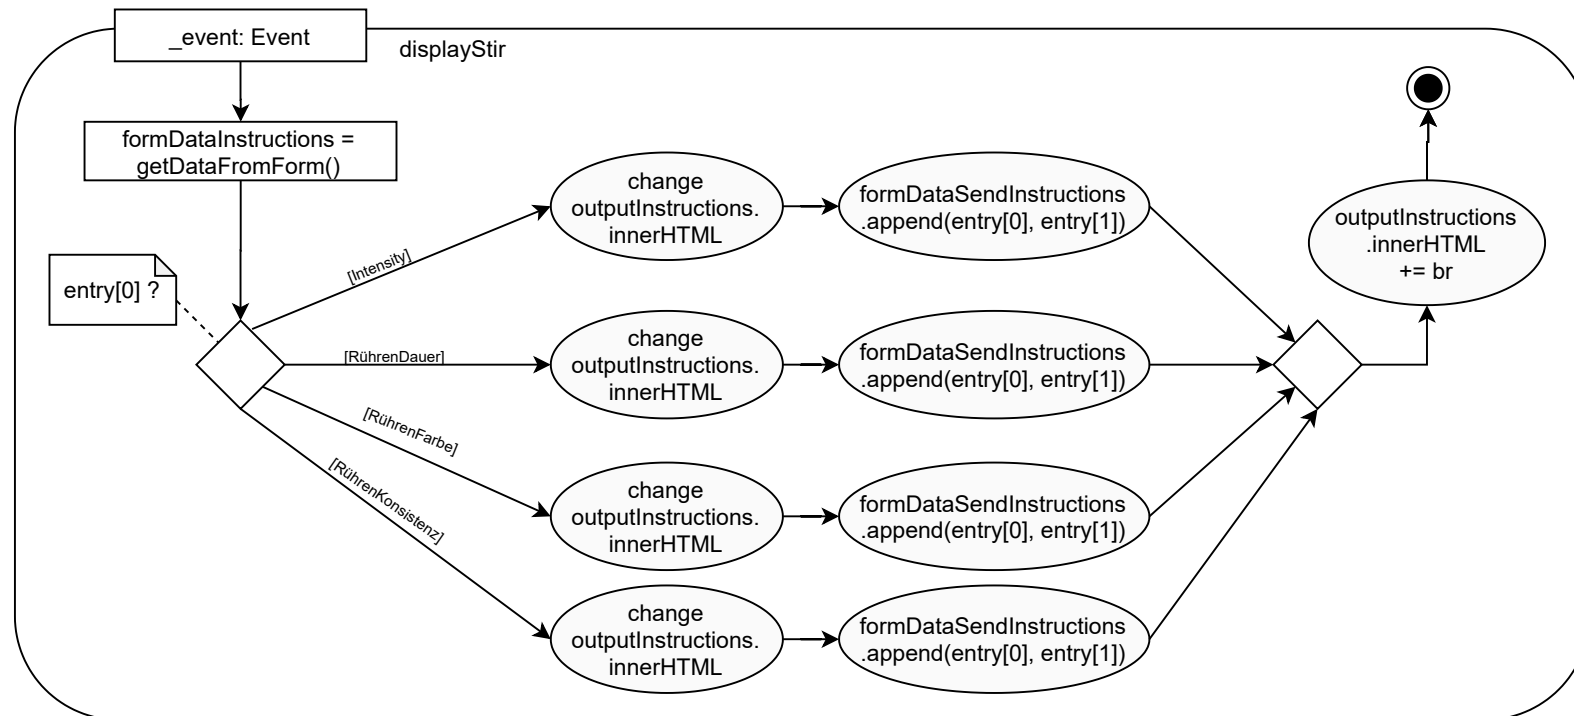 _event: Event
displayStir
formDataInstructions =
getDataFromForm()
entry[0] ?
[Intensity]
change
outputInstructions.
innerHTML
formDataSendInstructions
.append(entry[0], entry[1])
[RührenDauer]
change
outputInstructions.
innerHTML
formDataSendInstructions
.append(entry[0], entry[1])
[RührenFarbe]
change
outputInstructions.
innerHTML
formDataSendInstructions
.append(entry[0], entry[1])
[RührenKonsistenz]
change
outputInstructions.
innerHTML
formDataSendInstructions
.append(entry[0], entry[1])
outputInstructions
.innerHTML
+= br